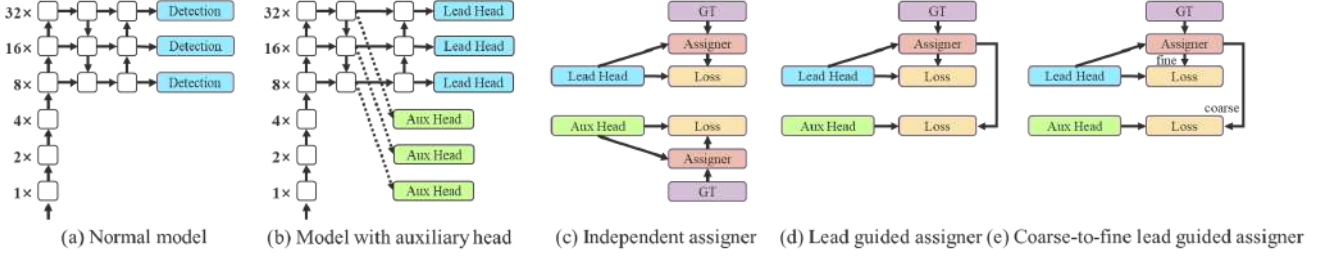 32×
Detection
16×
Detection
8×
Detection
4×
2×
1×
(a) Normal model
32×
Lead Head
16×
Lead Head
8×
Lead Head
4×
Aux Head
2×
Aux Head
1×
Aux Head
(b) Model with auxiliary head
GT
Assigner
Lead Head
Loss
Aux Head
Loss
Assigner
GT
(c) Independent assigner
GT
Assigner
Lead Head
Loss
Aux Head
Loss
(d) Lead guided assigner
GT
Assigner
fine
Lead Head
Loss
coarse
Aux Head
Loss
(e) Coarse-to-fine lead guided assigner